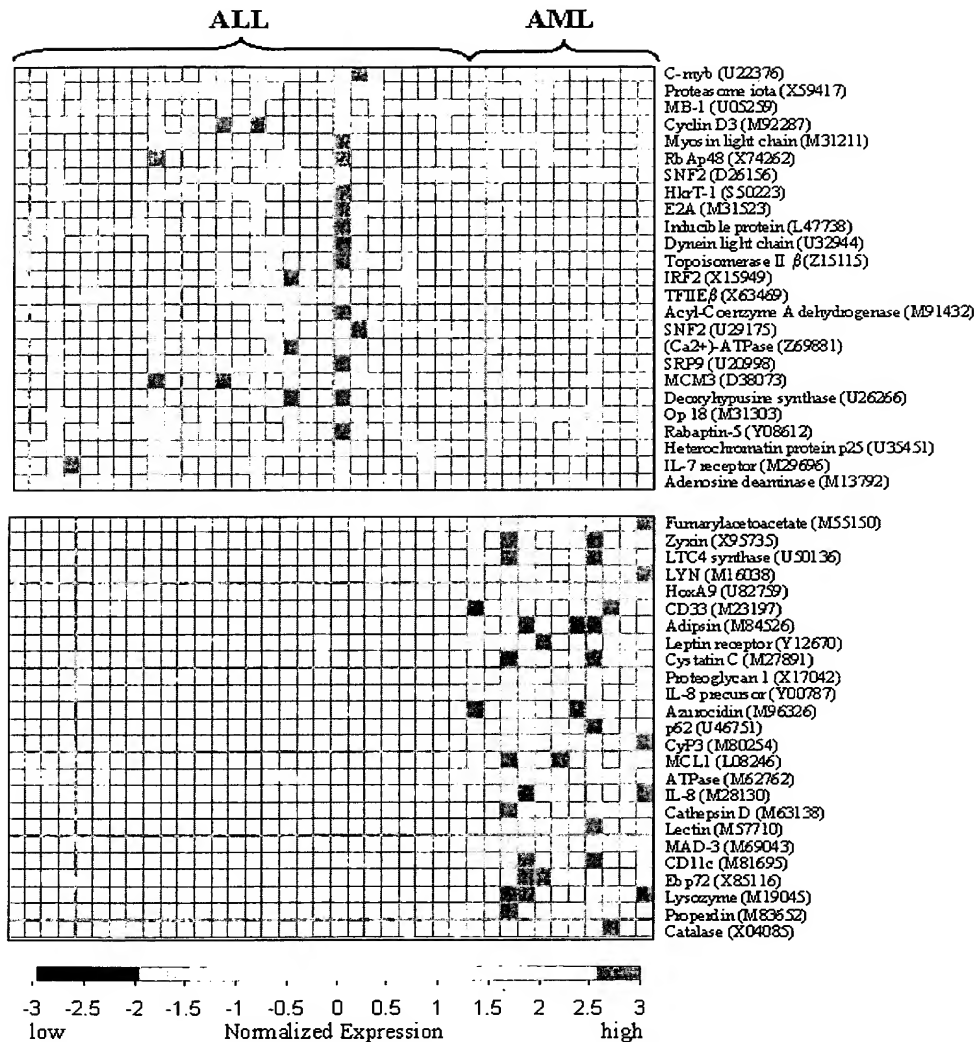 ALL AML
C-myb (U22376)
Proteasome iota (X59417)
MB-1 (U05259)
Cyclin D3 (M92287)
Myosin light chain (M31211)
Rb Ap48 (X74262)
SNF2 (D26156)
HkrT-1 (S50223)
E2A (M31523)
Inducible protein (L47738)
Dynein light chain (U32944)
Topoisomerase II β (Z15115)
IRF2 (X15949)
TFIIEβ (X63469)
Acyl-Coenzyme A dehydrogenase (M91432)
SNF2 (U29175)
(Ca2+)-ATPase (Z69881)
SRP9 (U20998)
MCM3 (D38073)
Deoxyhypusine synthase (U26266)
Op 18 (M31303)
Rabaptin-5 (Y08612)
Heterochromatin protein p25 (U35451)
IL-7 receptor (M29696)
Adenosine deaminase (M13792)
Fumarylacetoacetate (M55150)
Zyxin (X95735)
LTC4 synthase (U50136)
LYN (M16038)
HoxA9 (U82759)
CD33 (M23197)
Adipsin (M84526)
Leptin receptor (Y12670)
Cystatin C (M27891)
Proteoglycan 1 (X17042)
IL-8 precursor (Y00787)
Azurocidin (M96326)
p62 (U46751)
CyP3 (M80254)
MCL1 (L08246)
ATPase (M62762)
IL-8 (M28130)
Cathepsin D (M63138)
Lectin (M57710)
MAD-3 (M69043)
CD11c (M81695)
Ebp72 (X85116)
Lysozyme (M19045)
Properdin (M83652)
Catalase (X04085)
-3 -2.5 -2 -1.5 -1 -0.5 0 0.5 1 1.5 2 2.5 3
low Normalized Expression high